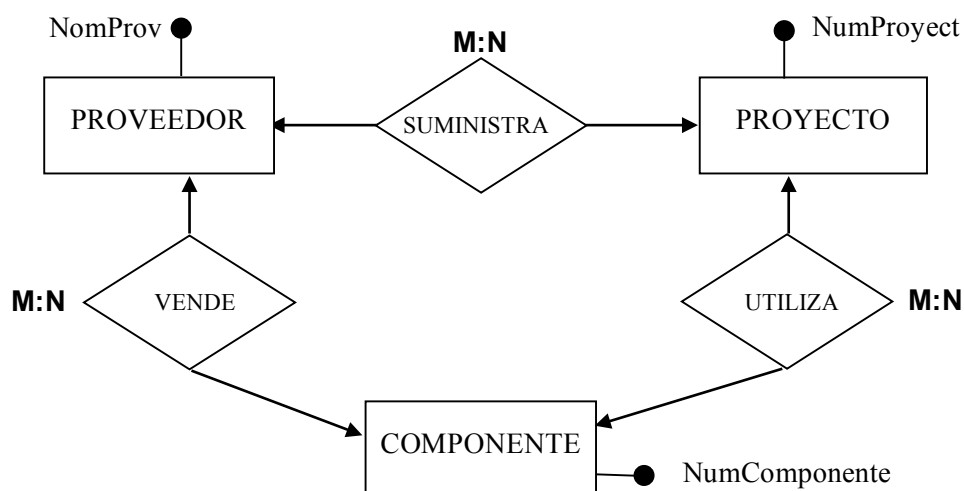 NomProv
NumProyect
M:N
PROVEEDOR
SUMINISTRA
PROYECTO
M:N
VENDE
UTILIZA
M:N
COMPONENTE
NumComponente